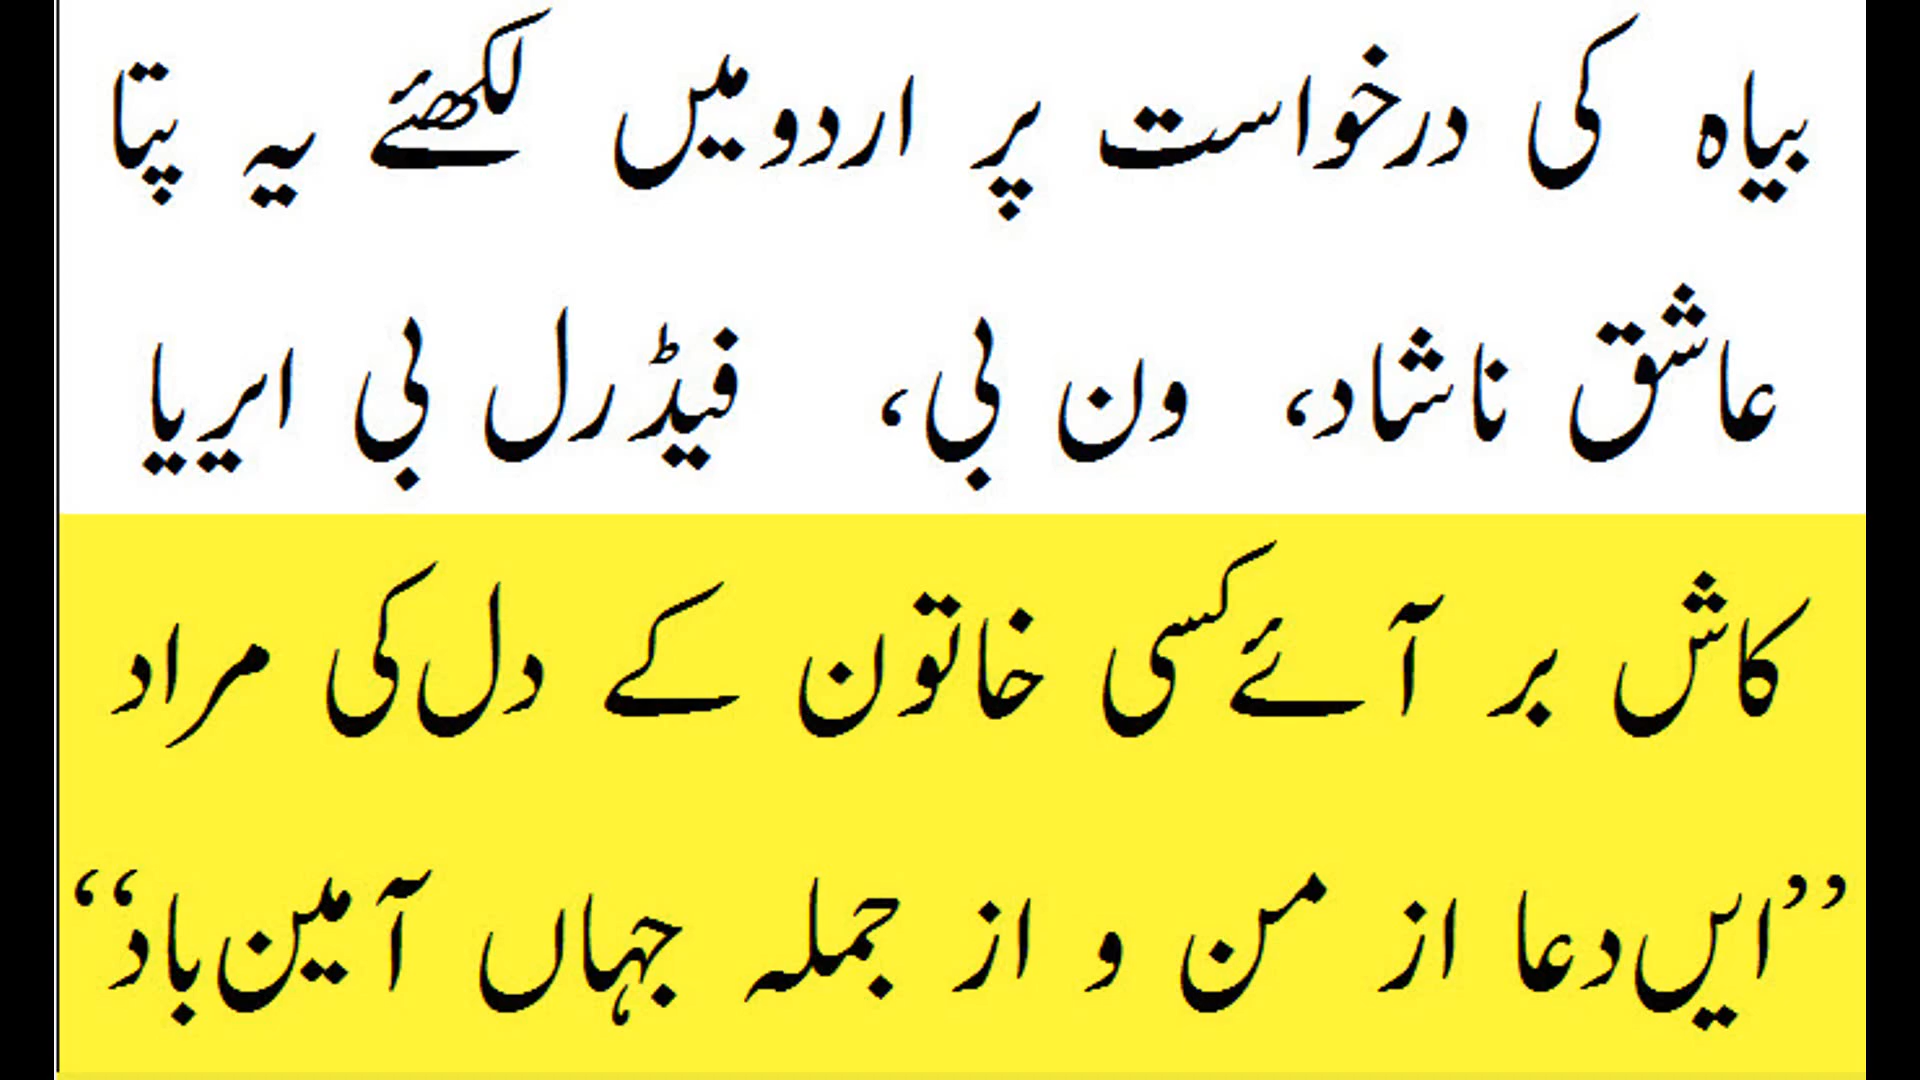 بیاہ کی درخواست پر اردو میں لکھئے یہ پتا
عاشق ناشاد، ون بی، فیڈرل بی ایریا
کاش بر آئے کسی خاتون کے دل کی مراد
’’ایں دعا از من و از جملہ جہاں آمین باد‘‘